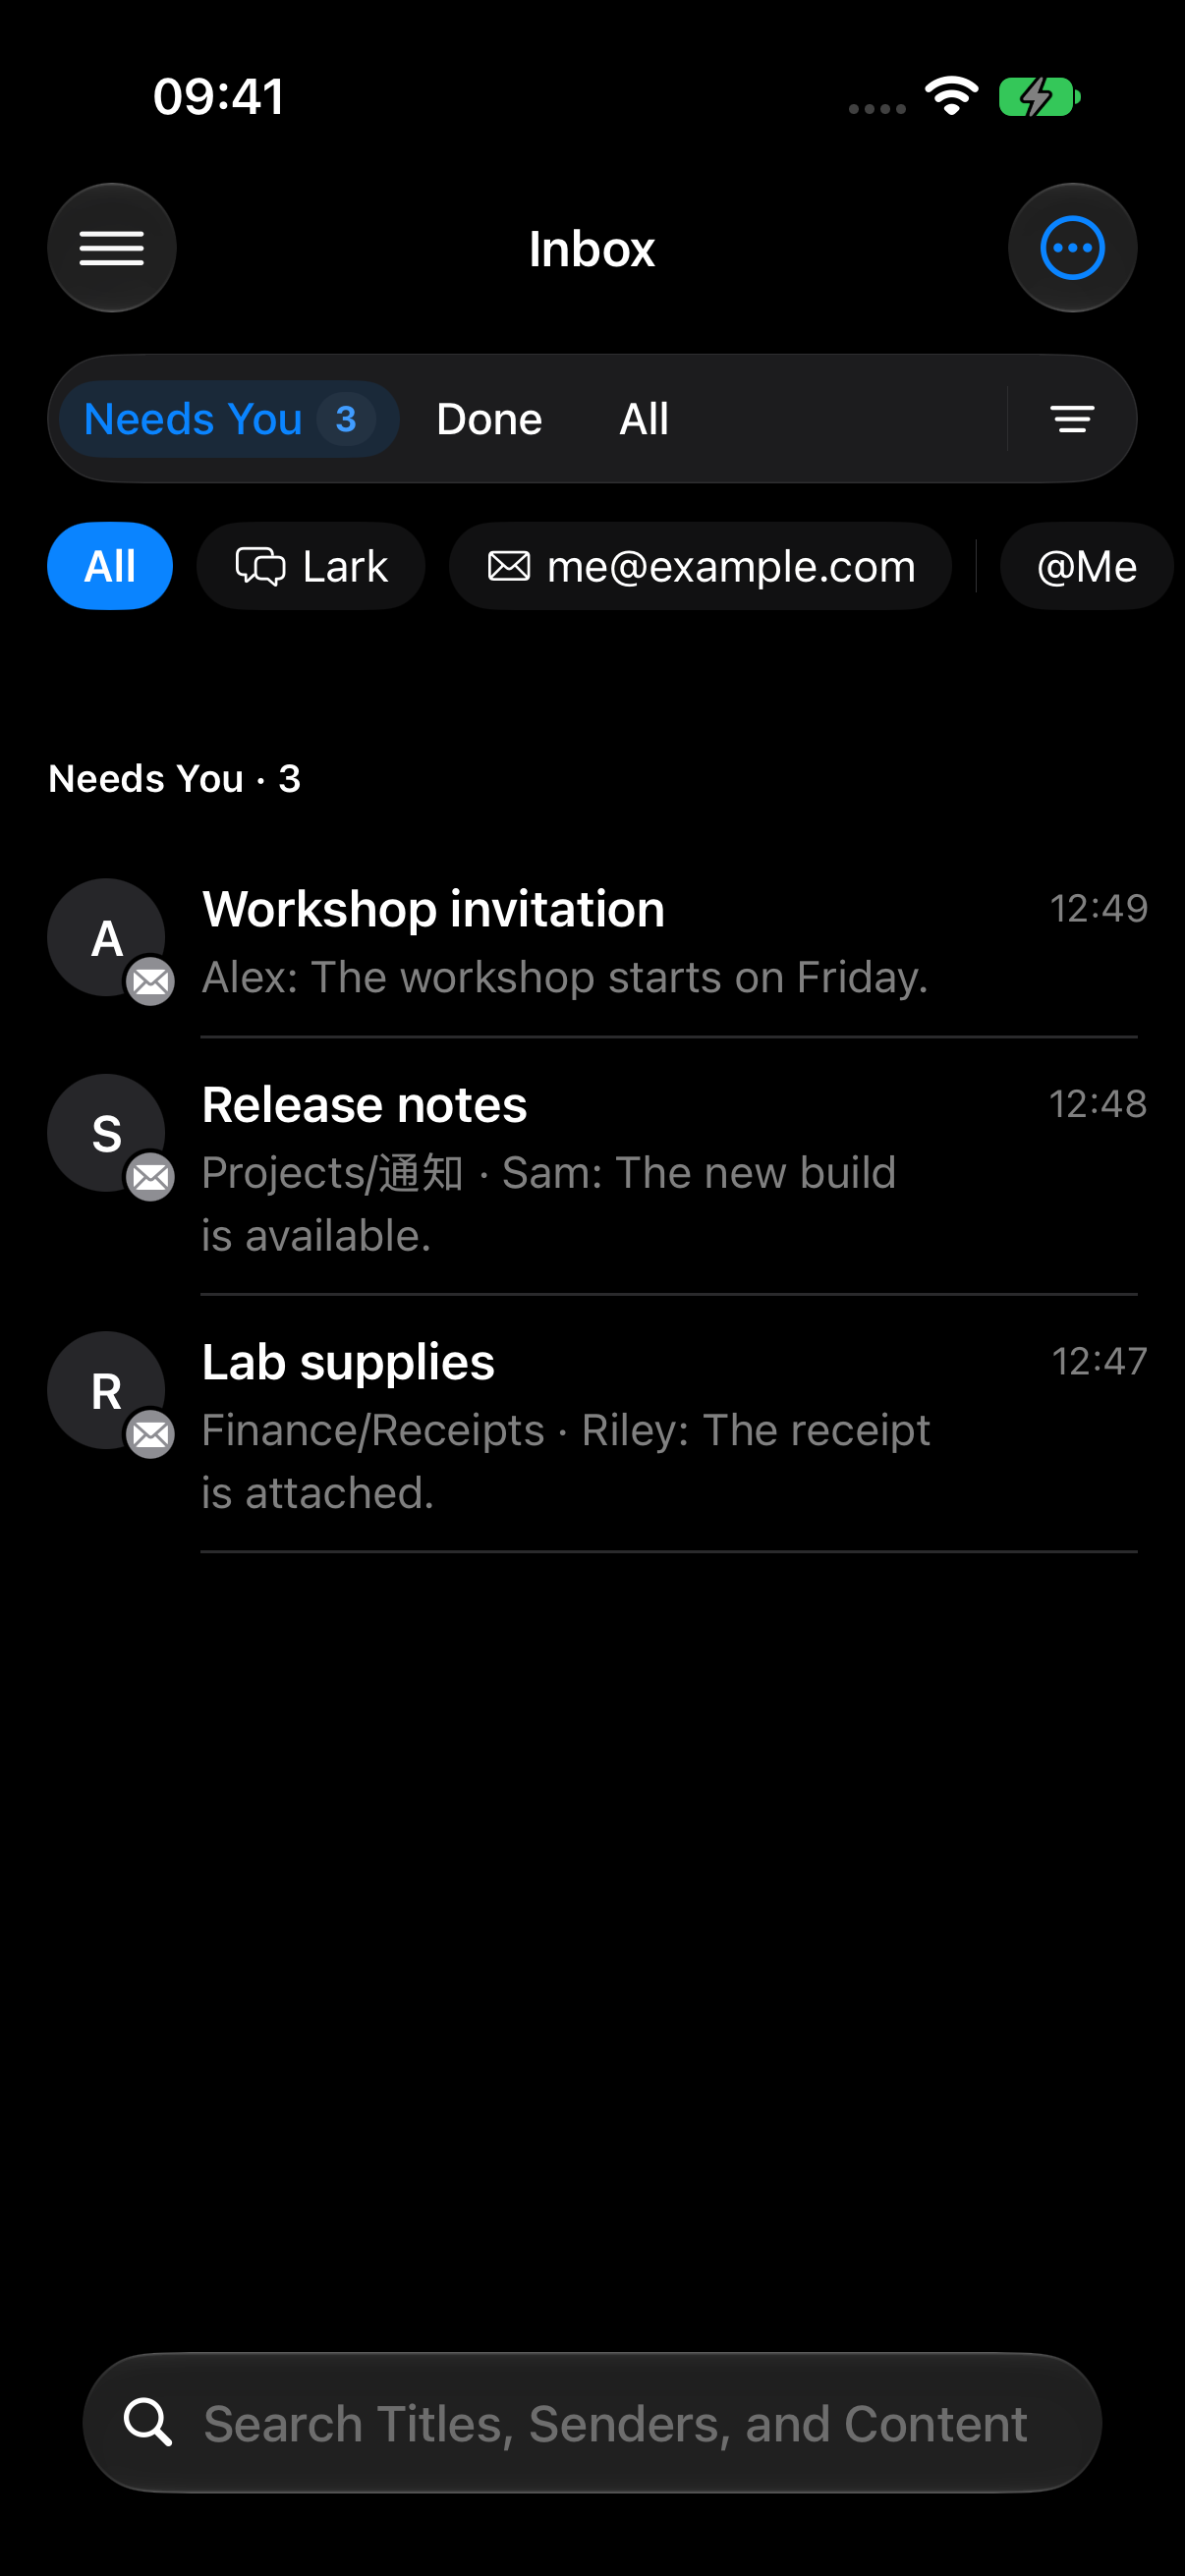 09:41
Inbox
Needs You 3 Done All
All Lark me@example.com @Me
Needs You · 3
A Workshop invitation 12:49
Alex: The workshop starts on Friday.
S Release notes 12:48
Projects/通知 · Sam: The new build
is available.
R Lab supplies 12:47
Finance/Receipts · Riley: The receipt
is attached.
Search Titles, Senders, and Content